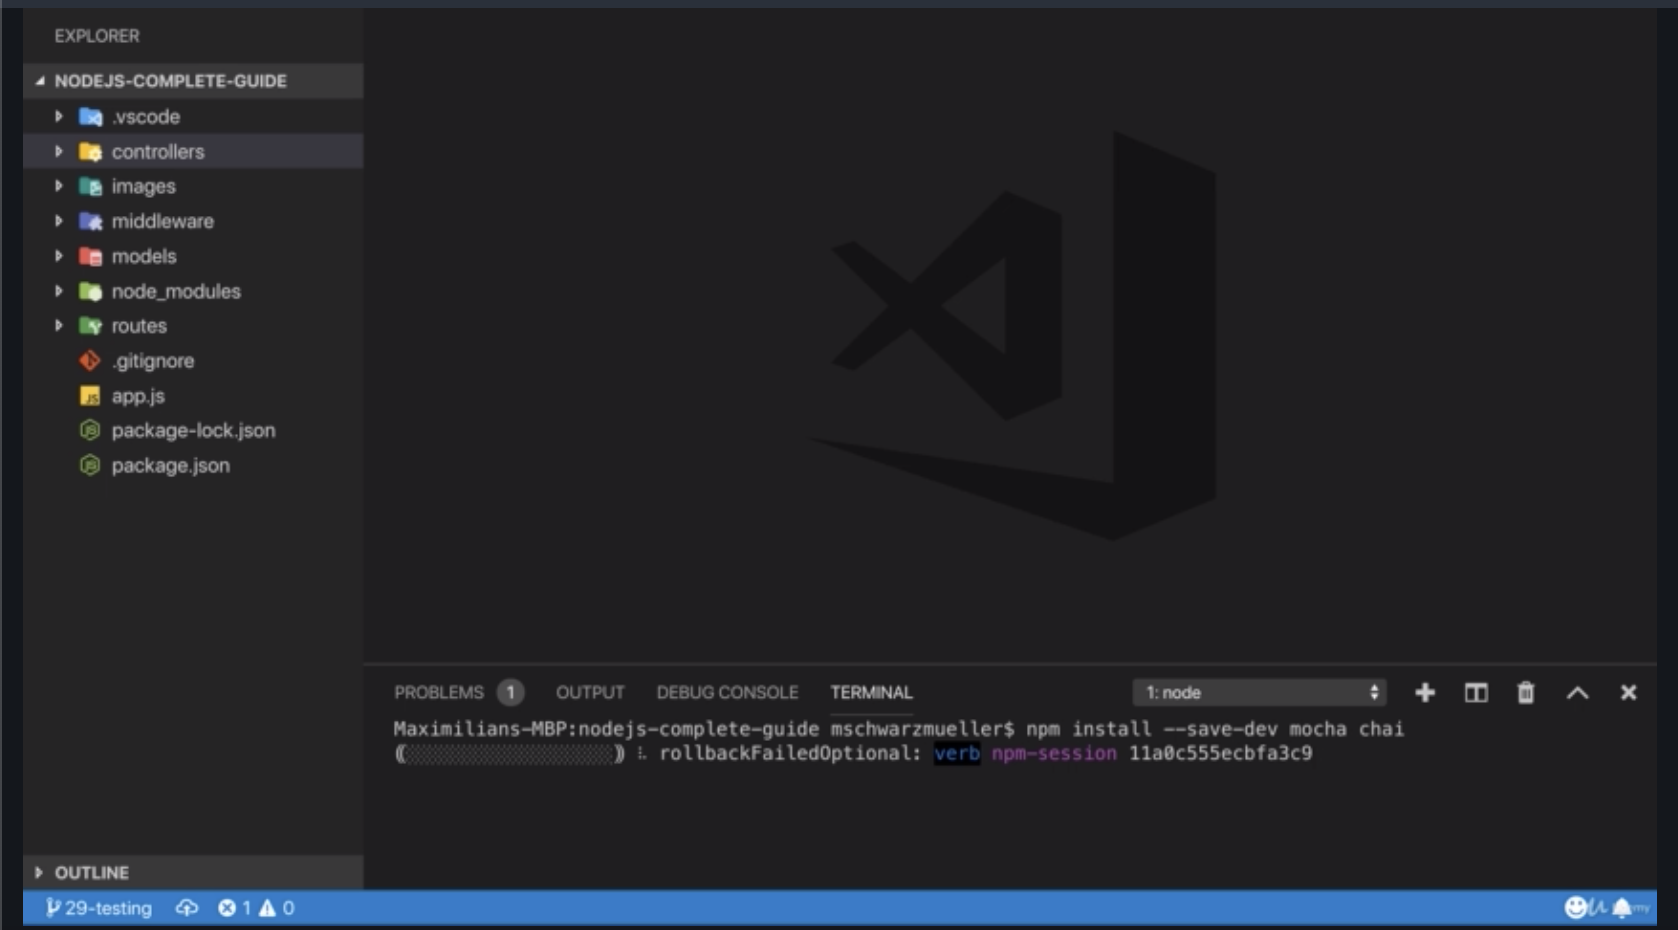 EXPLORER
NODEJS-COMPLETE-GUIDE
.vscode
controllers
images
middleware
models
node_modules
routes
.gitignore
app.js
package-lock.json
package.json
PROBLEMS 1 OUTPUT DEBUG CONSOLE TERMINAL 1: node
Maximilians-MBP:nodejs-complete-guide mschwarzmueller$ npm install --save-dev mocha chai
rollbackFailedOptional: verb npm-session 11a0c555ecbfa3c9
OUTLINE
29-testing 1 0